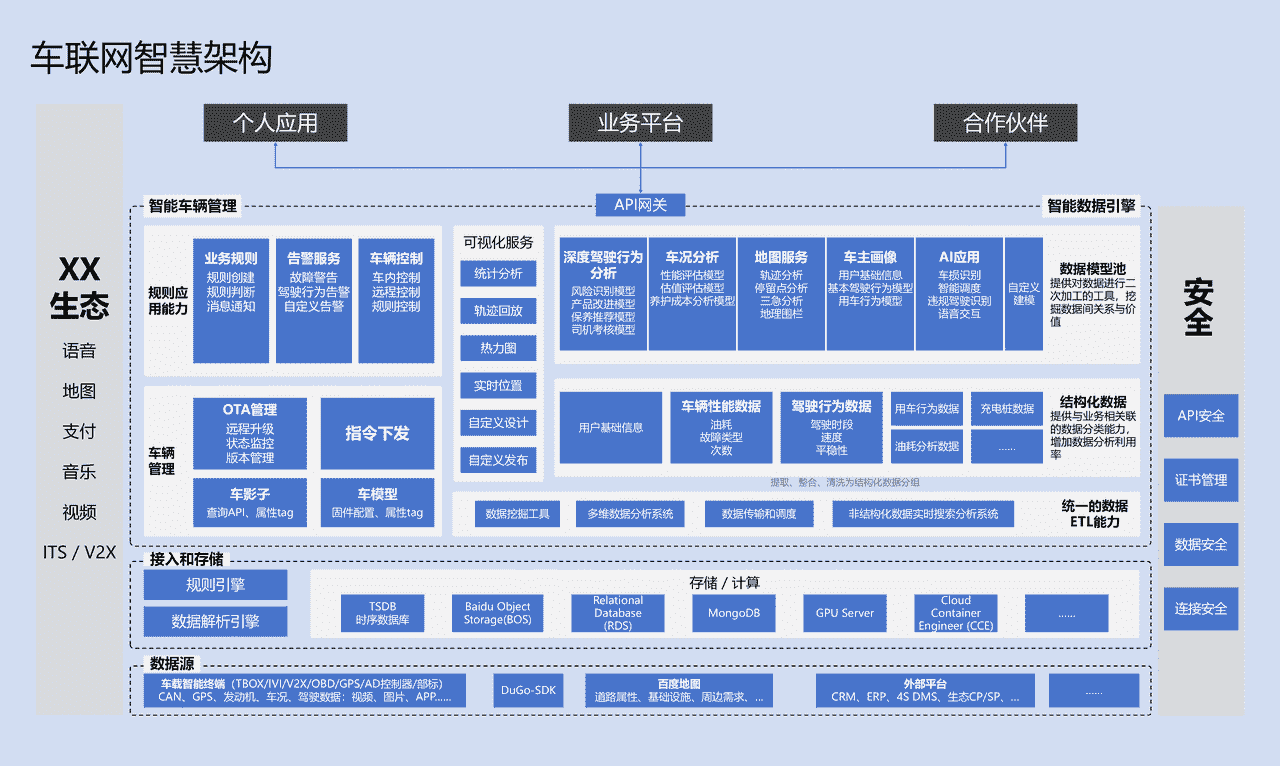 车联网智慧架构
个人应用
业务平台
合作伙伴
API网关
XX
生态
语音
地图
支付
音乐
视频
ITS / V2X
智能车辆管理
规则应
用能力
业务规则
规则创建
规则判断
消息通知
告警服务
故障警告
驾驶行为告警
自定义告警
车辆控制
车内控制
远程控制
规则控制
车辆
管理
OTA管理
远程升级
状态监控
版本管理
指令下发
车影子
查询API、属性tag
车模型
固件配置、属性tag
可视化服务
统计分析
轨迹回放
热力图
实时位置
自定义设计
自定义发布
智能数据引擎
深度驾驶行为
分析
风险识别模型
产品改进模型
保养推荐模型
司机考核模型
车况分析
性能评估模型
估值评估模型
养护成本分析模型
地图服务
轨迹分析
停留点分析
三急分析
地理围栏
车主画像
用户基础信息
基本驾驶行为模型
用车行为模型
AI应用
车损识别
智能调度
违规驾驶识别
语音交互
自定义
建模
数据模型池
提供对数据进行二
次加工的工具，挖
掘数据间关系与价
值
用户基础信息
车辆性能数据
油耗
故障类型
次数
驾驶行为数据
驾驶时段
速度
平稳性
用车行为数据
充电桩数据
油耗分析数据
......
结构化数据
提供与业务相关联
的数据分类能力，
增加数据分析利用
率
提取、整合、清洗为结构化数据分组
数据挖掘工具
多维数据分析系统
数据传输和调度
非结构化数据实时搜索分析系统
统一的数据
ETL能力
接入和存储
规则引擎
数据解析引擎
存储 / 计算
TSDB
时序数据库
Baidu Object
Storage(BOS)
Relational
Database
(RDS)
MongoDB
GPU Server
Cloud
Container
Engineer (CCE)
......
数据源
车载智能终端（TBOX/IVI/V2X/OBD/GPS/AD控制器/部标）
CAN、GPS、发动机、车况、驾驶数据：视频、图片、APP......
DuGo-SDK
百度地图
道路属性、基础设施、周边需求、...
外部平台
CRM、ERP、4S DMS、生态CP/SP、...
......
安
全
API安全
证书管理
数据安全
连接安全